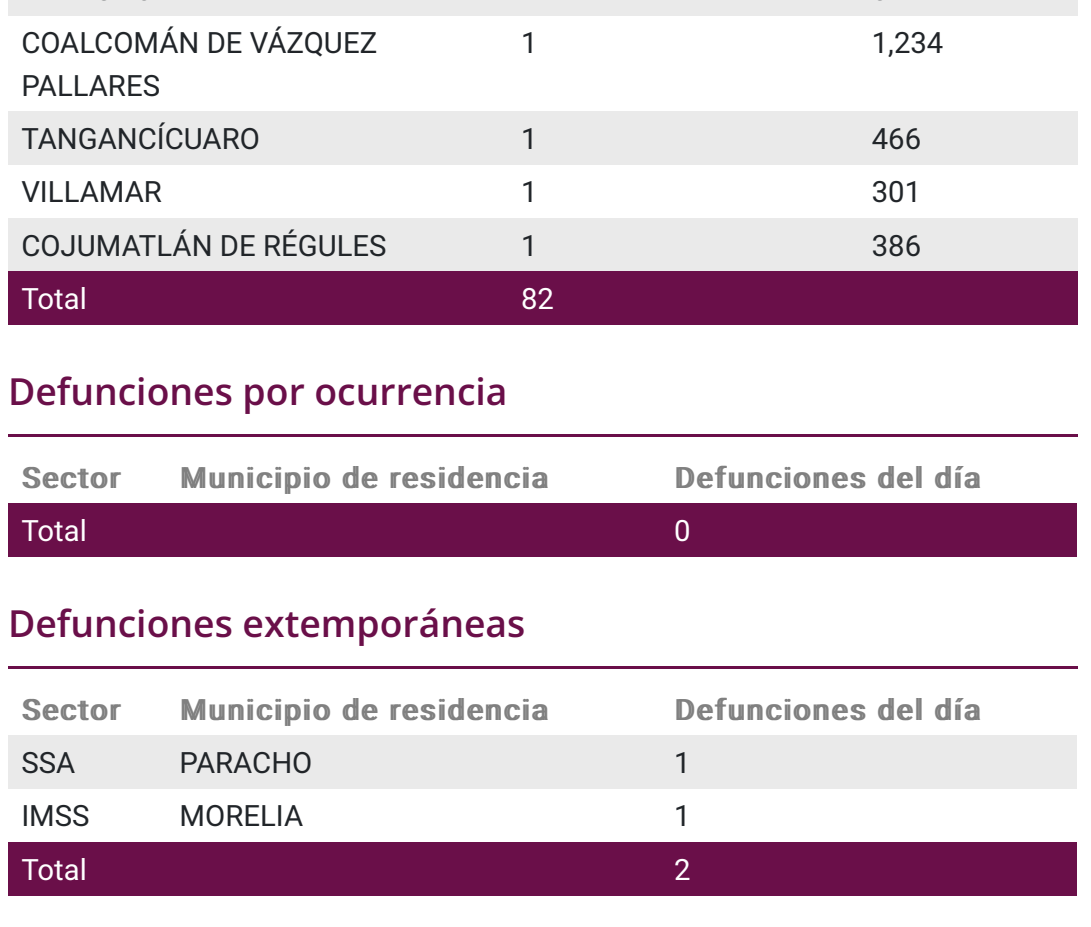 COALCOMÁN DE VÁZQUEZ 1 1,234
PALLARES
TANGANCÍCUARO 1 466
VILLAMAR 1 301
COJUMATLÁN DE RÉGULES 1 386
Total 82
Defunciones por ocurrencia
Sector Municipio de residencia Defunciones del día
Total 0
Defunciones extemporáneas
Sector Municipio de residencia Defunciones del día
SSA PARACHO 1
IMSS MORELIA 1
Total 2